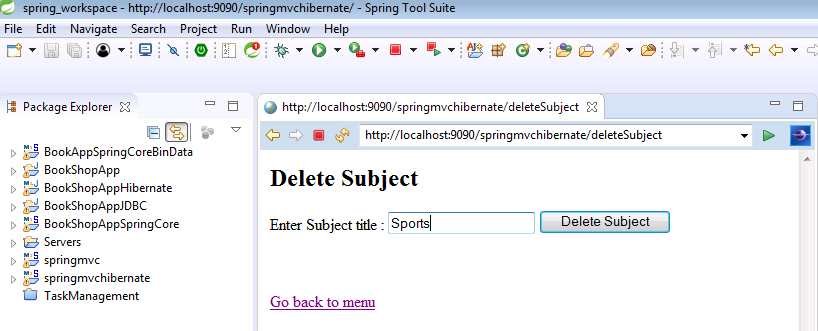 spring_workspace - http://localhost:9090/springmvchibernate/ - Spring Tool Suite
File Edit Navigate Search Project Run Window Help
Package Explorer
http://localhost:9090/springmvchibernate/deleteSubject
http://localhost:9090/springmvchibernate/deleteSubject
BookAppSpringCoreBinData
BookShopApp
BookShopAppHibernate
BookShopAppJDBC
BookShopAppSpringCore
Servers
springmvc
springmvchibernate
TaskManagement
Delete Subject
Enter Subject title : Sports Delete Subject
Go back to menu